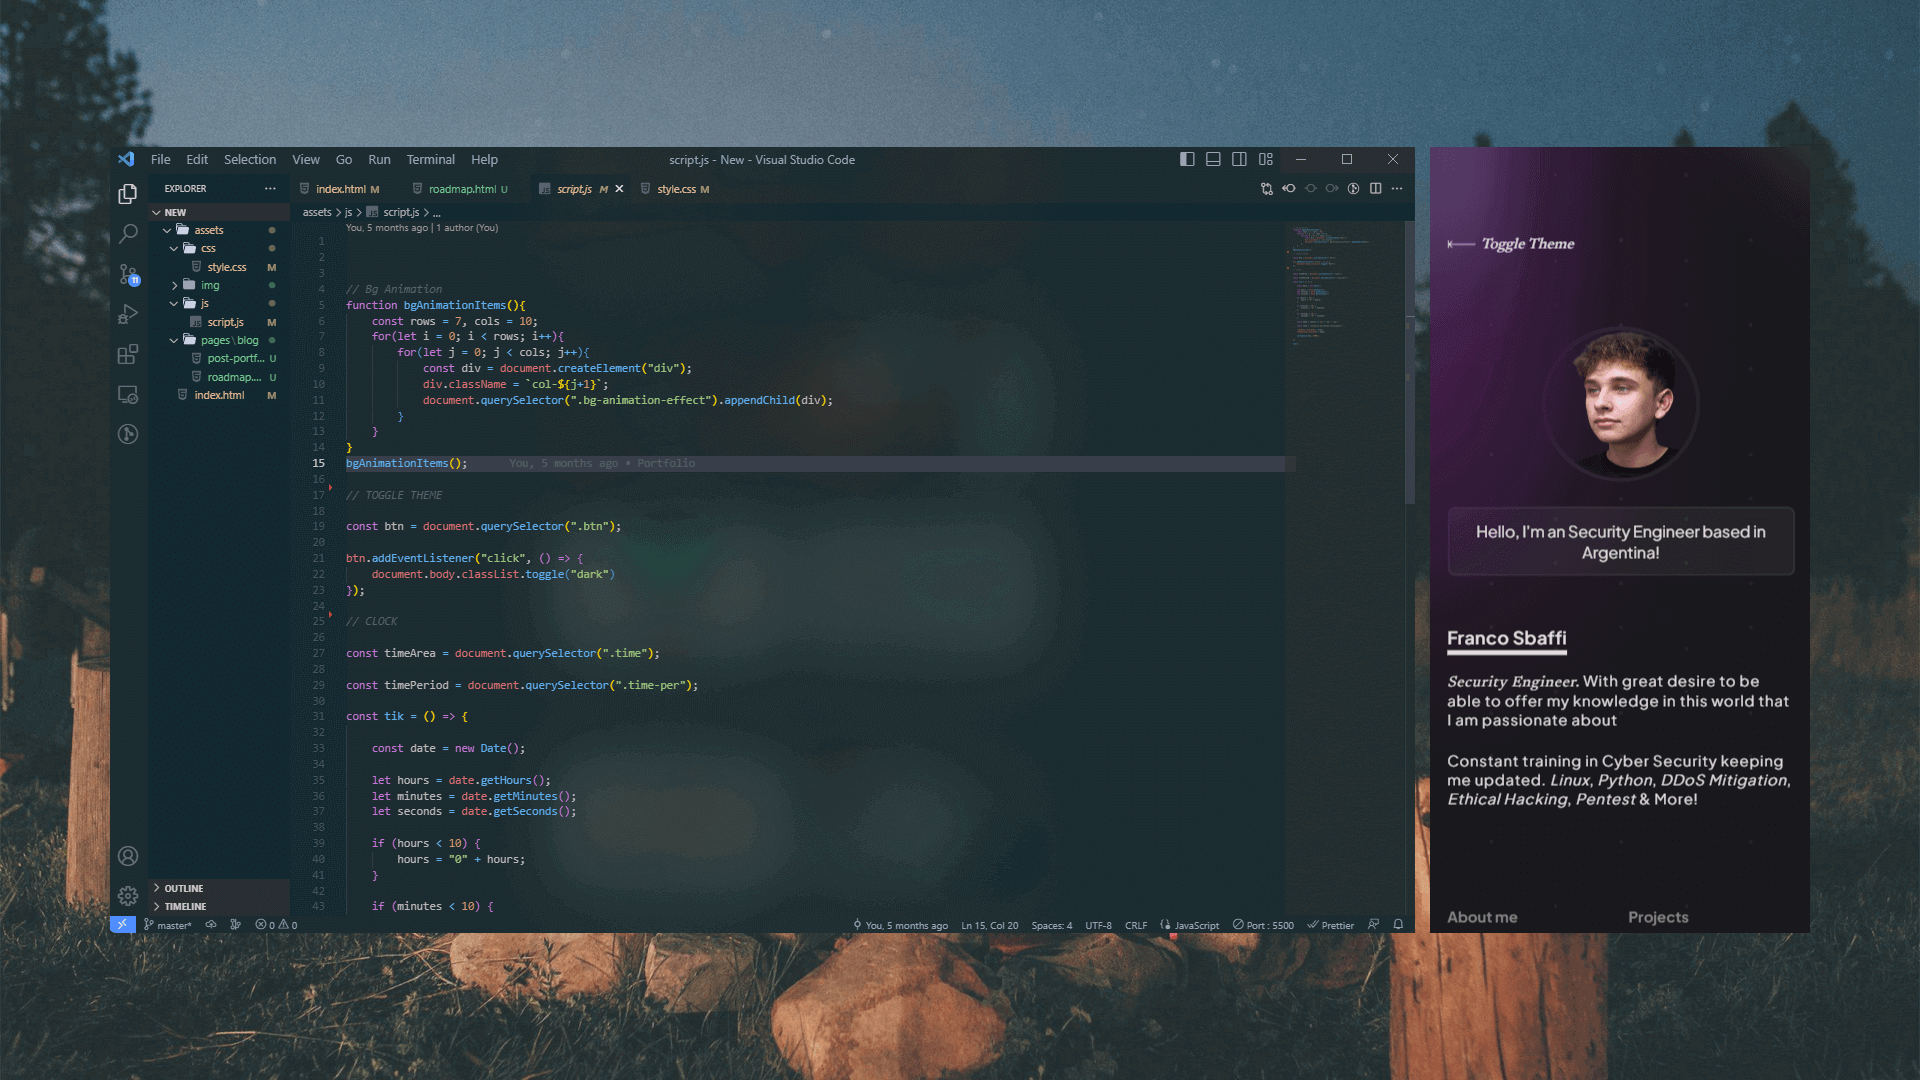 File Edit Selection View Go Run Terminal Help
script.js - New - Visual Studio Code
EXPLORER
NEW
assets
css
style.css M
img
js
script.js M
pages\blog
post-portf... U
roadmap.... U
index.html M
OUTLINE
TIMELINE
11
index.html M
roadmap.html U
script.js M
style.css M
assets > js > script.js > ...
You, 5 months ago | 1 author (You)
1
2
3
4 // Bg Animation
5 function bgAnimationItems(){
6 const rows = 7, cols = 10;
7 for(let i = 0; i < rows; i++){
8 for(let j = 0; j < cols; j++){
9 const div = document.createElement("div");
10 div.className = `col-${j+1}`;
11 document.querySelector(".bg-animation-effect").appendChild(div);
12 }
13 }
14 }
15 bgAnimationItems(); You, 5 months ago • Portfolio
16
17 // TOGGLE THEME
18
19 const btn = document.querySelector(".btn");
20
21 btn.addEventListener("click", () => {
22 document.body.classList.toggle("dark")
23 });
24
25 // CLOCK
26
27 const timeArea = document.querySelector(".time");
28
29 const timePeriod = document.querySelector(".time-per");
30
31 const tik = () => {
32
33 const date = new Date();
34
35 let hours = date.getHours();
36 let minutes = date.getMinutes();
37 let seconds = date.getSeconds();
38
39 if (hours < 10) {
40 hours = "0" + hours;
41 }
42
43 if (minutes < 10) {
master* 0 0
You, 5 months ago Ln 15, Col 20 Spaces: 4 UTF-8 CRLF JavaScript Port : 5500 Prettier
Toggle Theme
Hello, I'm an Security Engineer based in
Argentina!
Franco Sbaffi
Security Engineer. With great desire to be
able to offer my knowledge in this world that
I am passionate about
Constant training in Cyber Security keeping
me updated. Linux, Python, DDoS Mitigation,
Ethical Hacking, Pentest & More!
About me
Projects